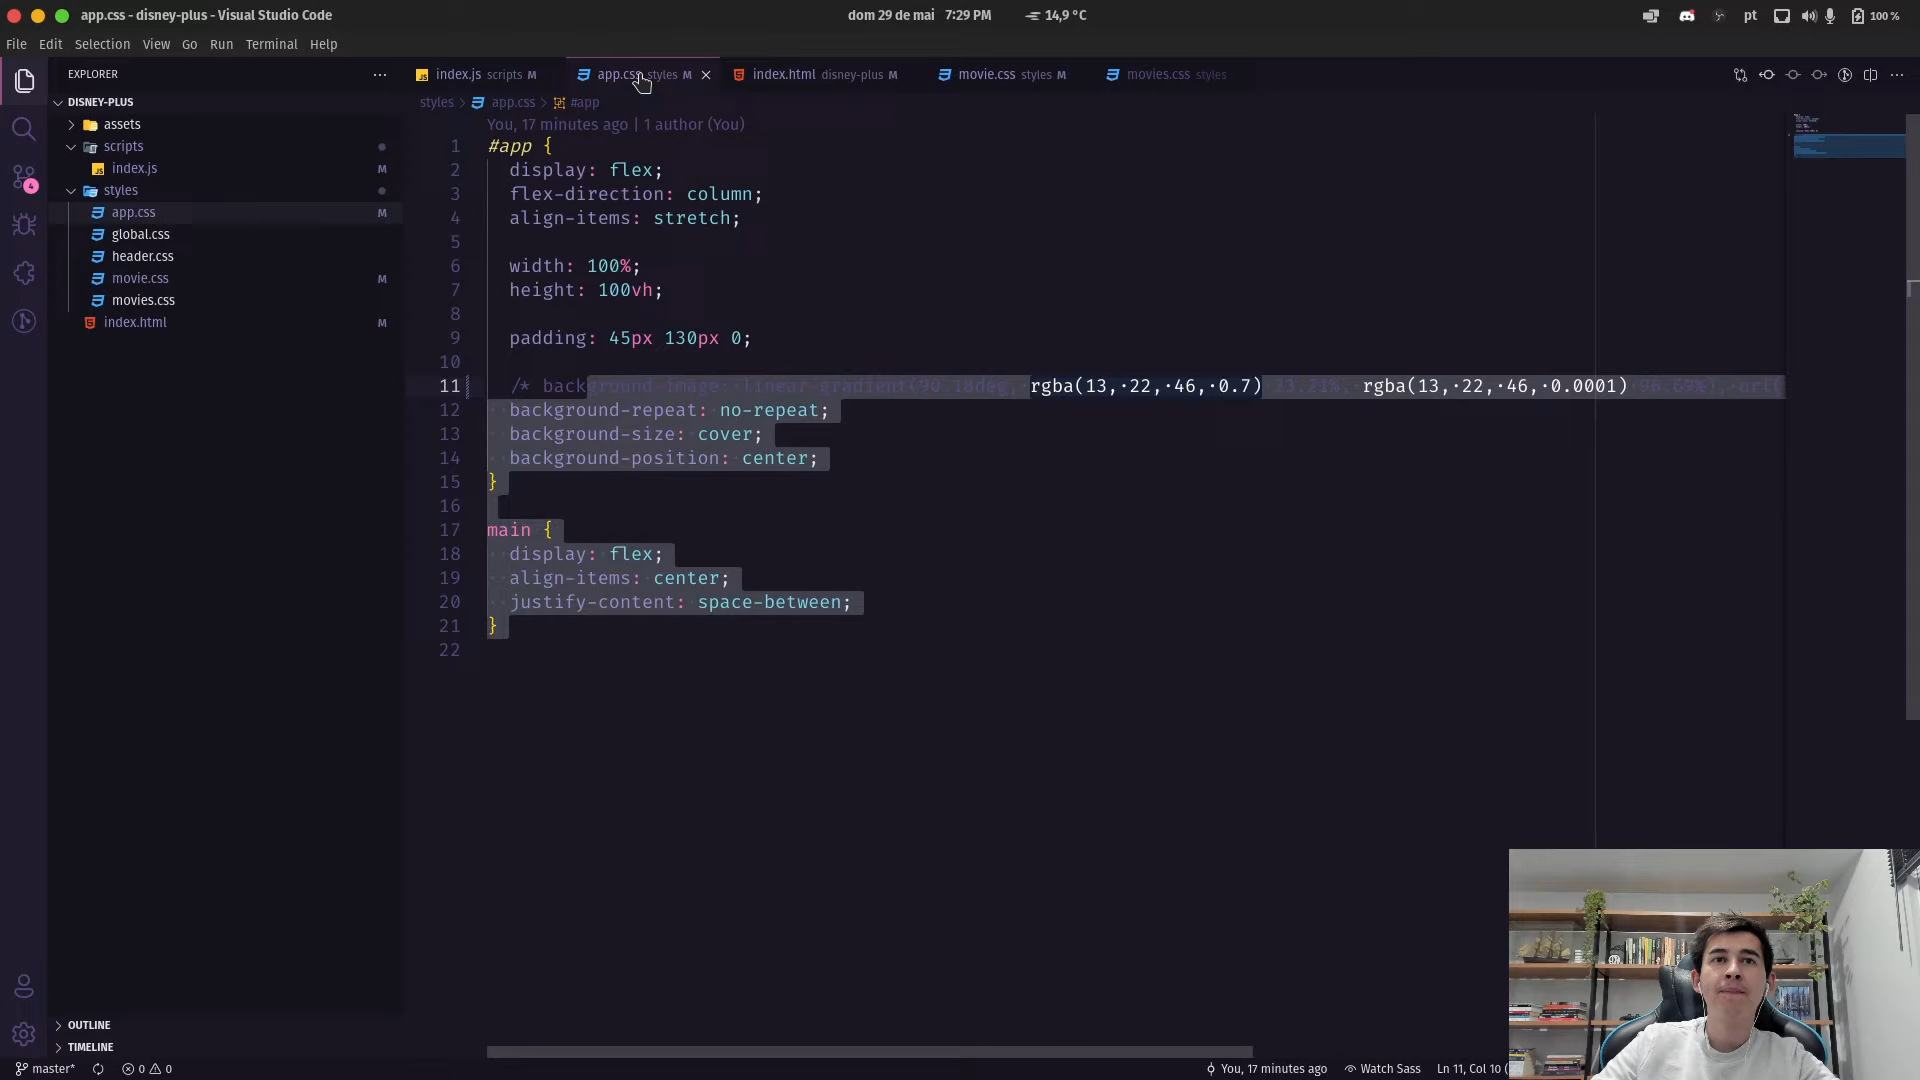 app.css - disney-plus - Visual Studio Code
dom 29 de mai 7:29 PM
14,9 °C
pt
100 %
File Edit Selection View Go Run Terminal Help
EXPLORER
index.js scripts M
app.css styles M
index.html disney-plus M
movie.css styles M
movies.css styles
DISNEY-PLUS
styles > app.css > #app
assets
You, 17 minutes ago | 1 author (You)
scripts
index.js M
styles
app.css M
global.css
header.css
movie.css M
movies.css
index.html M
1 #app {
2 display: flex;
3 flex-direction: column;
4 align-items: stretch;
5
6 width: 100%;
7 height: 100vh;
8
9 padding: 45px 130px 0;
10
11 /* background-image: linear-gradient(90.18deg, rgba(13,·22,·46,·0.7) 23.21%, rgba(13,·22,·46,·0.0001) 96.69%), url(
12 background-repeat: no-repeat;
13 background-size: cover;
14 background-position: center;
15 }
16
17 main {
18 display: flex;
19 align-items: center;
20 justify-content: space-between;
21 }
22
4
OUTLINE
TIMELINE
master*
0 0
You, 17 minutes ago
Watch Sass
Ln 11, Col 10 (